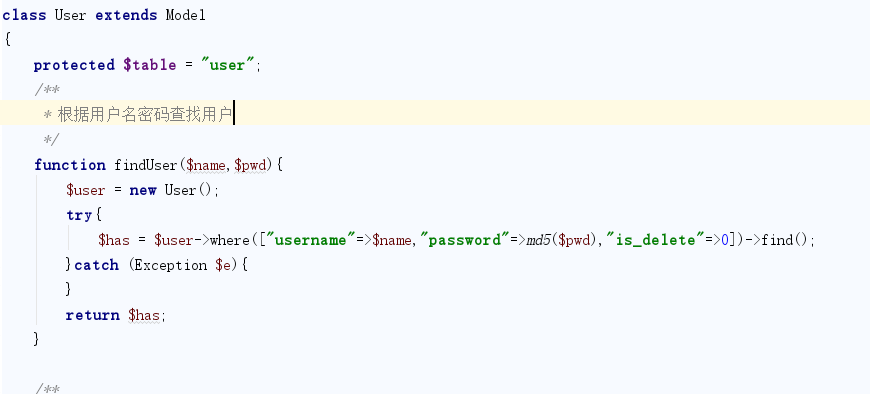 class User extends Model
{
    protected $table = "user";
    /**
     * 根据用户名密码查找用户
     */
    function findUser($name,$pwd){
        $user = new User();
        try{
            $has = $user->where(["username"=>$name,"password"=>md5($pwd),"is_delete"=>0])->find();
        }catch (Exception $e){
        }
        return $has;
    }
    /**